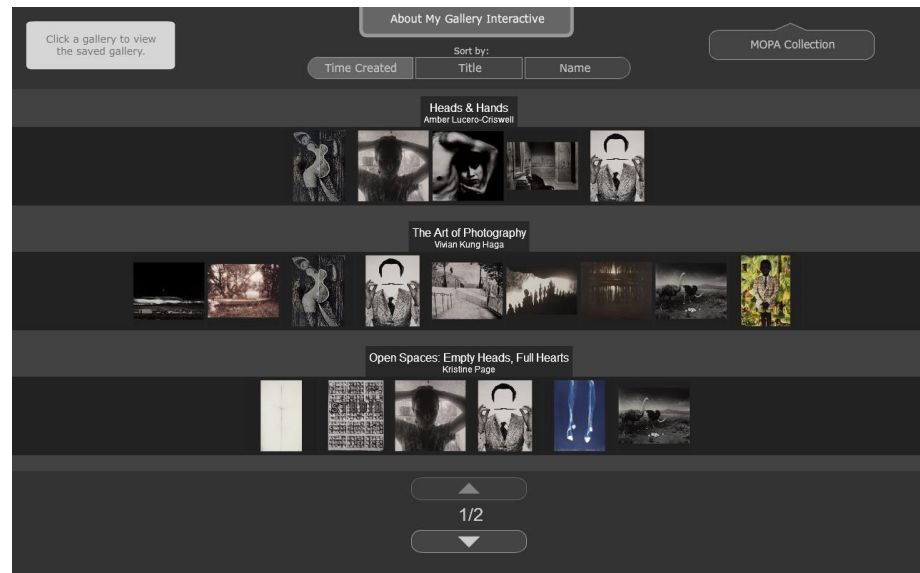 About My Gallery Interactive
Click a gallery to view
the saved gallery.
MOPA Collection
Sort by:
Time Created
Title
Name
Heads & Hands
Amber Lucero-Criswell
The Art of Photography
Vivian Kung Haga
Open Spaces: Empty Heads, Full Hearts
Kristine Page
STUDIO
1/2